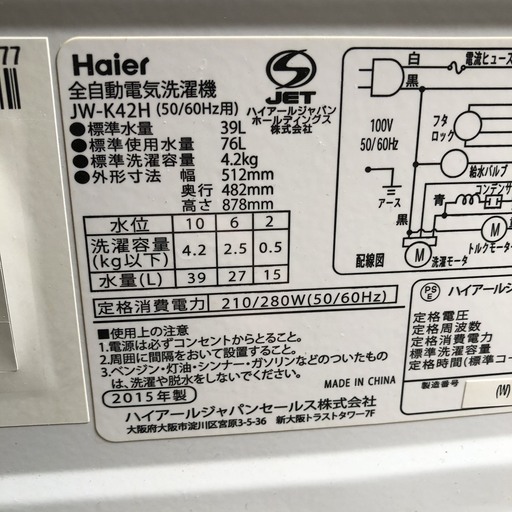 77
Haier
全自動電気洗濯機
JW-K42H (50/60Hz用)
●標準水量 39L
●標準使用水量 76L
●標準洗濯容量 4.2kg
●外形寸法 幅 512mm
奥行 482mm
高さ 878mm
JET
ハイアールジャパン
ホールディングス
株式会社
水位 10 6 2
洗濯容量(kg以下) 4.2 2.5 0.5
水量(L) 39 27 15
定格消費電力 210/280W(50/60Hz)
■使用上の注意
1.電源は必ずコンセントからとること。
2.周囲に間隔をおいて設置すること。
3.ベンジン・灯油・シンナー・ガソリンなどのついたもの
は、洗濯や脱水をしないでください。
2015年製
MADE IN CHINA
ハイアールジャパンセールス株式会社
大阪府大阪市淀川区宮原3-5-36 新大阪トラストタワー7F
白
電流ヒューズ
黒
100V
50/60Hz
フタ
ロック
給水バルブ
アース
コンデンサ
青
黒
M
洗濯モータ
M
トルクモーター
配線図
PS
E
ハイアールジ
定格電圧
定格周波数
定格消費電力
標準洗濯容量
定格時間(標準コー
製造番号
(W)